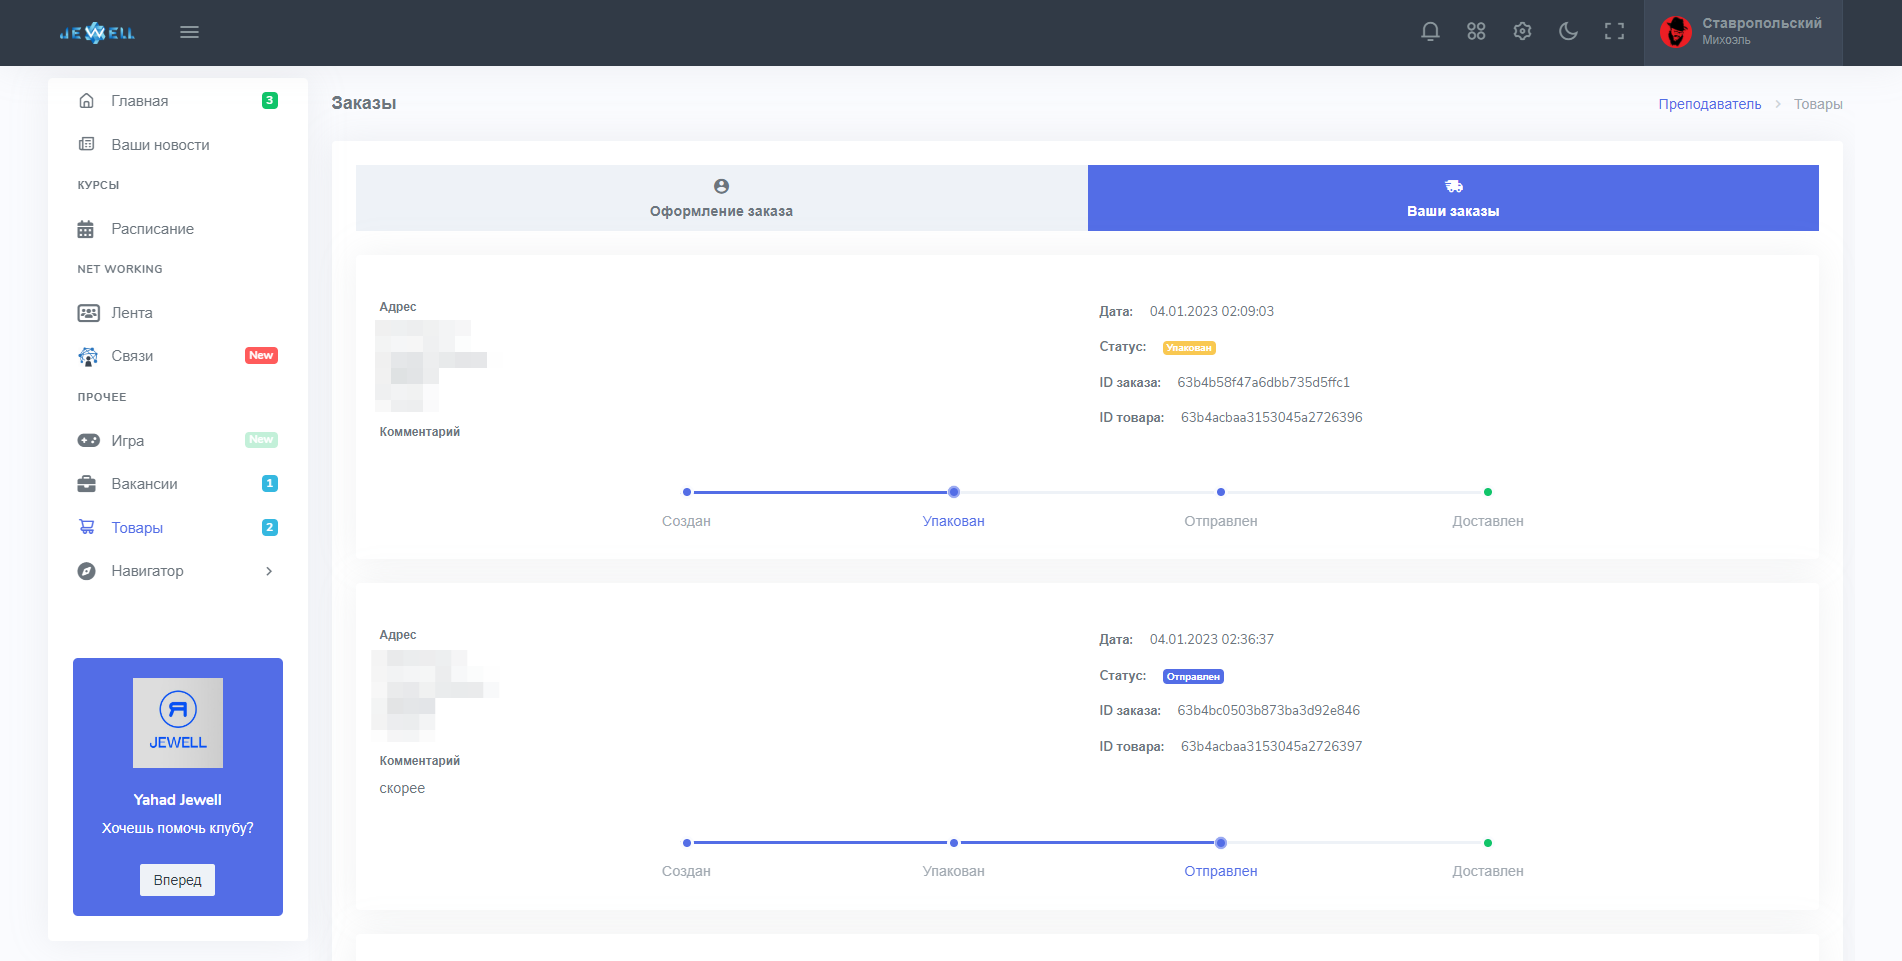 JEWELL
Ставропольский
Михоэль
Главная
3
Ваши новости
КУРСЫ
Расписание
NET WORKING
Лента
Связи
New
ПРОЧЕЕ
Игра
New
Вакансии
1
Товары
2
Навигатор
JEWELL
Yahad Jewell
Хочешь помочь клубу?
Вперед
Заказы
Преподаватель
Товары
Оформление заказа
Ваши заказы
Адрес
Комментарий
Дата: 04.01.2023 02:09:03
Статус: Упакован
ID заказа: 63b4b58f47a6dbb735d5ffc1
ID товара: 63b4acbaa3153045a2726396
Создан
Упакован
Отправлен
Доставлен
Адрес
Комментарий
скорее
Дата: 04.01.2023 02:36:37
Статус: Отправлен
ID заказа: 63b4bc0503b873ba3d92e846
ID товара: 63b4acbaa3153045a2726397
Создан
Упакован
Отправлен
Доставлен